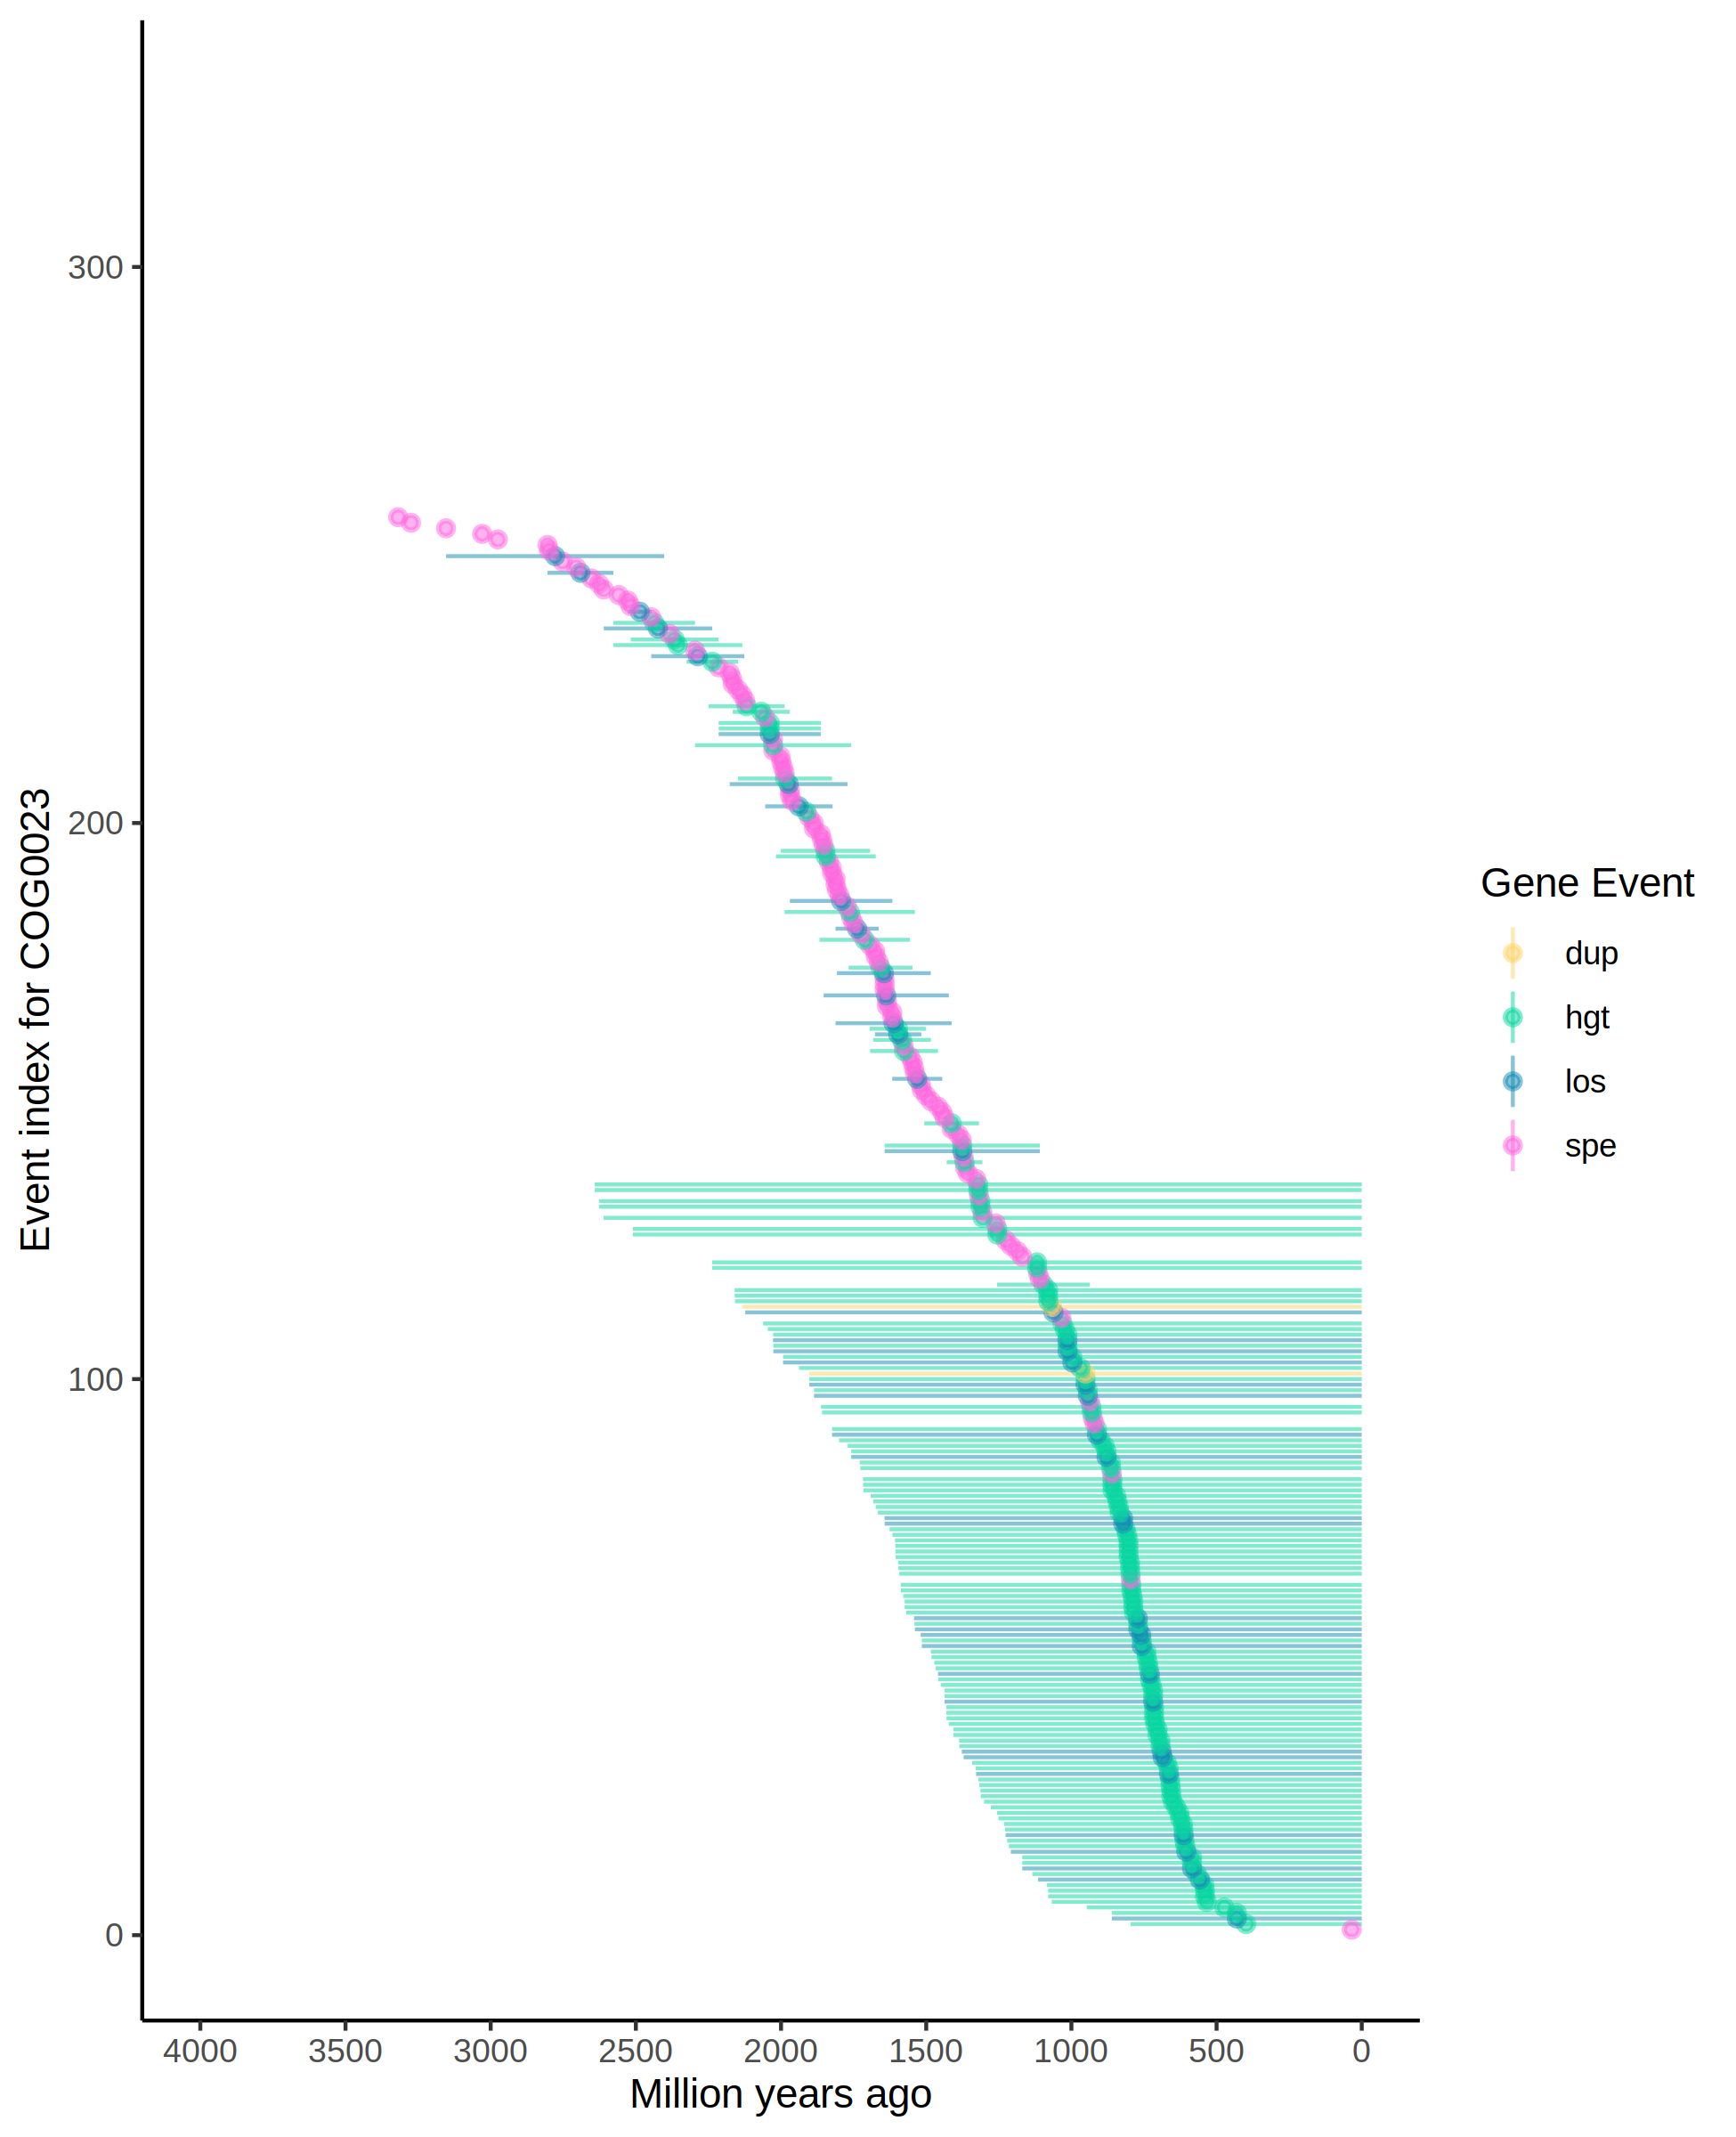 300
200
100
0
Event index for COG0023
4000 3500 3000 2500 2000 1500 1000 500 0
Million years ago
Gene Event
dup
hgt
los
spe